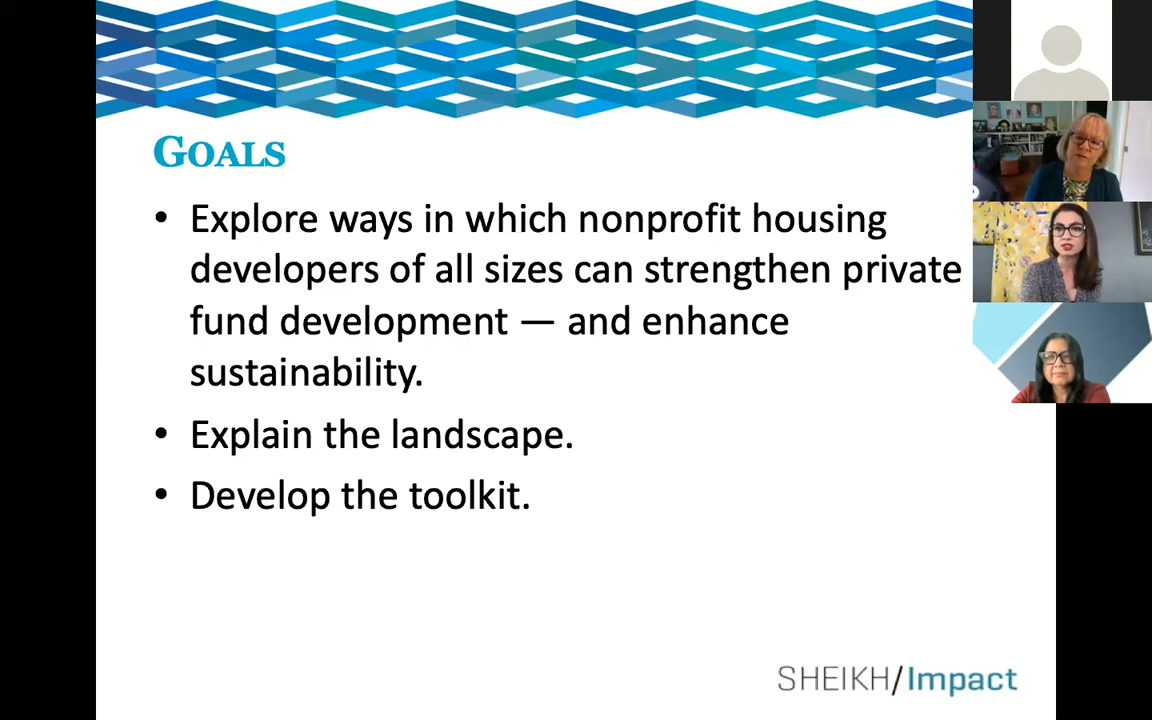 GOALS
• Explore ways in which nonprofit housing
developers of all sizes can strengthen private
fund development — and enhance
sustainability.
• Explain the landscape.
• Develop the toolkit.
SHEIKH/Impact